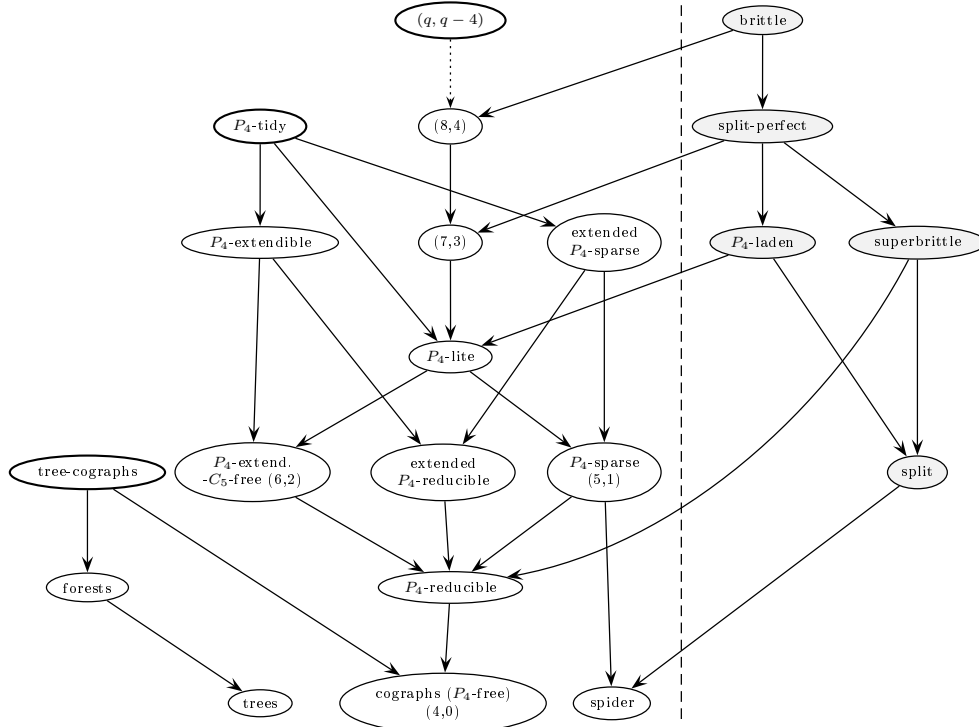 (q, q − 4)
brittle
P₄-tidy
(8,4)
split-perfect
P₄-extendible
(7,3)
extended
P₄-sparse
P₄-laden
superbrittle
P₄-lite
tree-cographs
P₄-extend.
-C₅-free (6,2)
extended
P₄-reducible
P₄-sparse
(5,1)
split
forests
P₄-reducible
trees
cographs (P₄-free)
(4,0)
spider